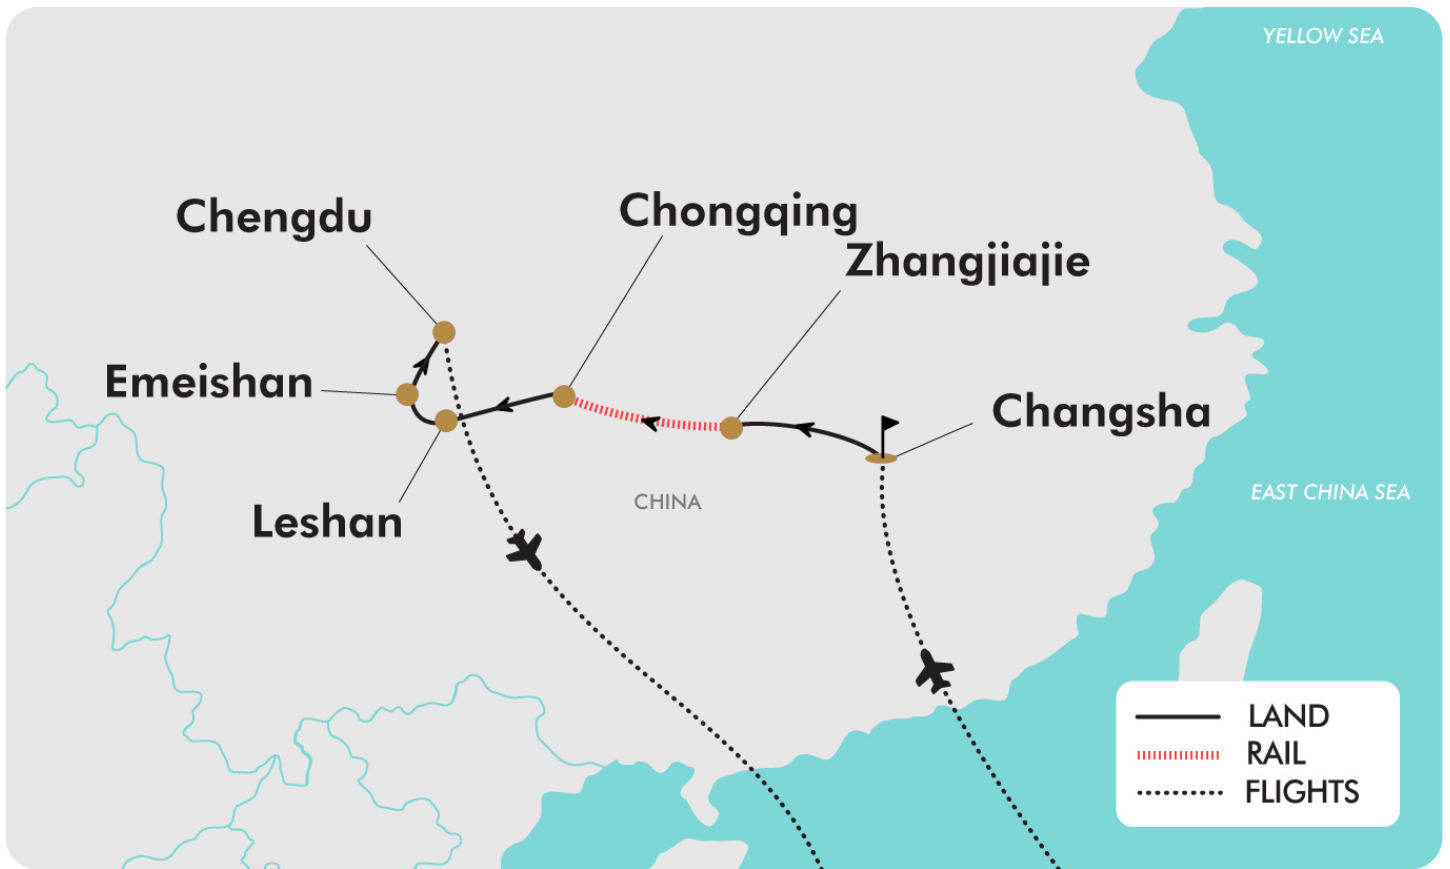 YELLOW SEA
Chengdu
Chongqing
Zhangjiajie
Emeishan
Changsha
Leshan
CHINA
EAST CHINA SEA
LAND
RAIL
FLIGHTS